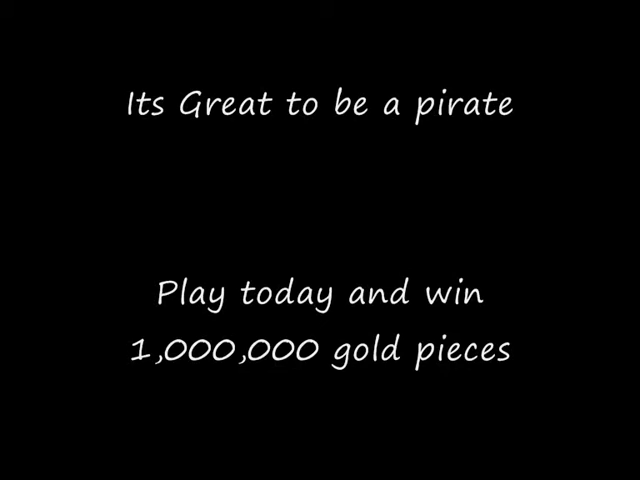 Its Great to be a pirate
Play today and win
1,000,000 gold pieces